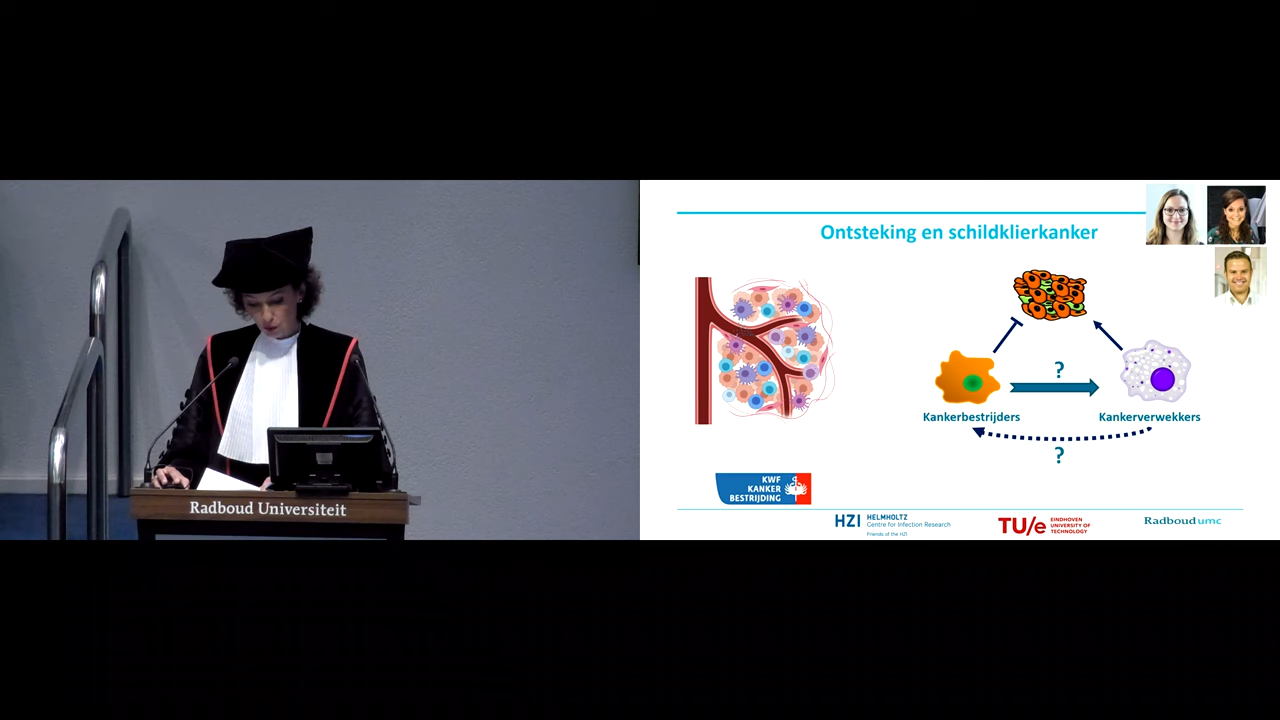 Radboud Universiteit
Ontsteking en schildklierkanker
?
Kankerbestrijders
Kankerverwekkers
?
KWF
KANKER
BESTRIJDING
HZI
HELMHOLTZ
Centre for Infection Research
Friends of the HZI
TU/e
EINDHOVEN
UNIVERSITY OF
TECHNOLOGY
Radboudumc